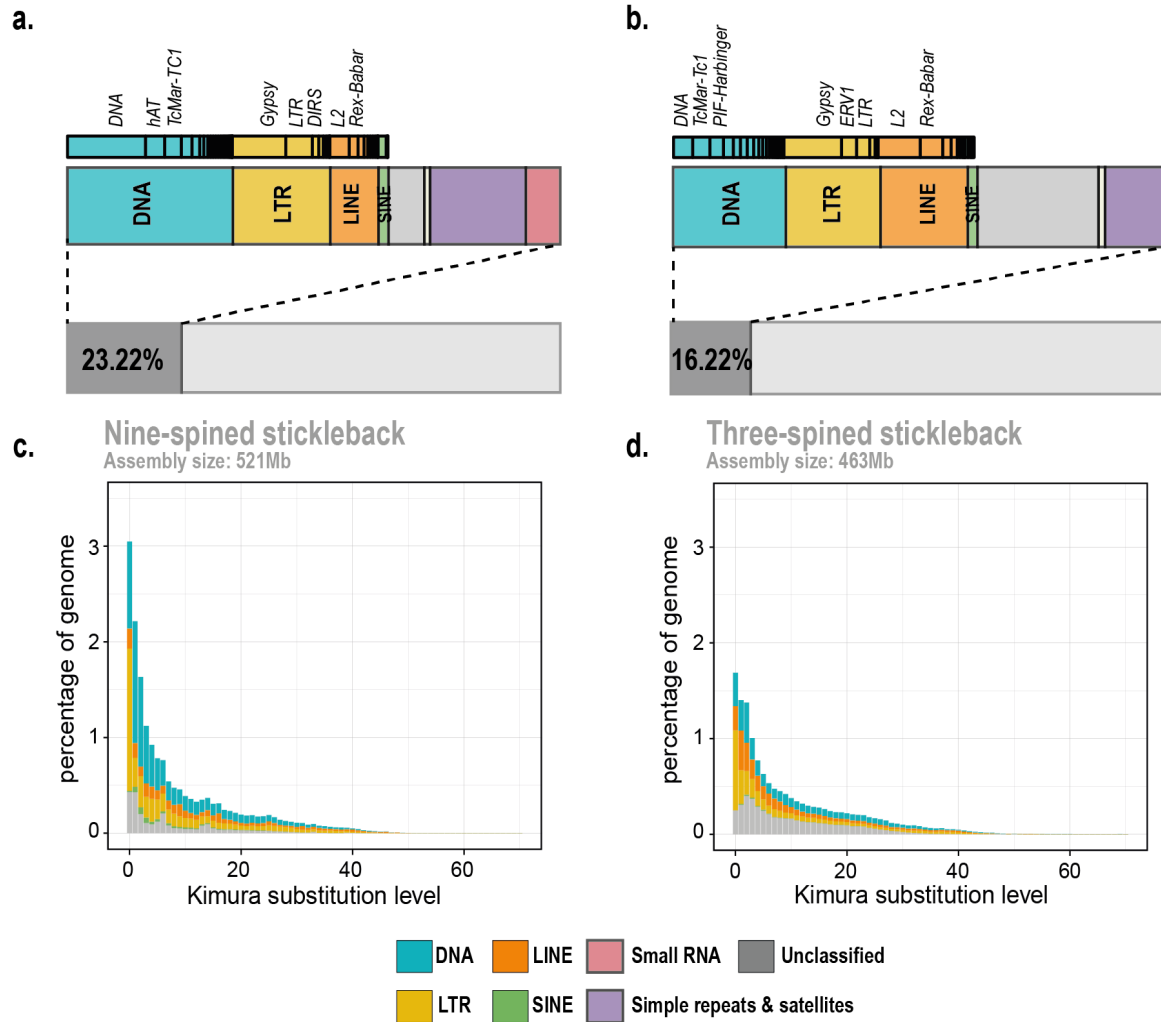 a.
DNA
hAT
TcMar-TC1
Gypsy
LTR
DIRS
L2
Rex-Babar
DNA
LTR
LINE
SINE
23.22%
b.
DNA
TcMar-Tc1
PIF-Harbinger
Gypsy
ERV1
LTR
L2
Rex-Babar
DNA
LTR
LINE
SINE
16.22%
c.
Nine-spined stickleback
Assembly size: 521Mb
percentage of genome
3
2
1
0
0 20 40 60
Kimura substitution level
d.
Three-spined stickleback
Assembly size: 463Mb
percentage of genome
3
2
1
0
0 20 40 60
Kimura substitution level
DNA LINE Small RNA Unclassified
LTR SINE Simple repeats & satellites